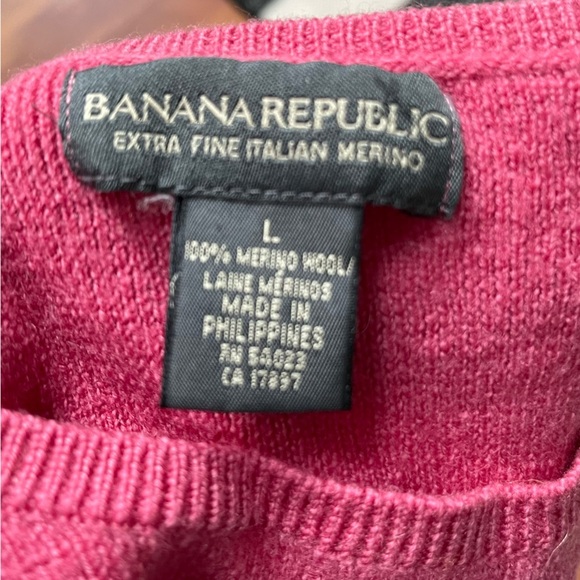 BANANA REPUBLIC
EXTRA FINE ITALIAN MERINO
L
100% MERINO WOOL/
LAINE MÉRINOS
MADE IN
PHILIPPINES
RN 54023
CA 17897